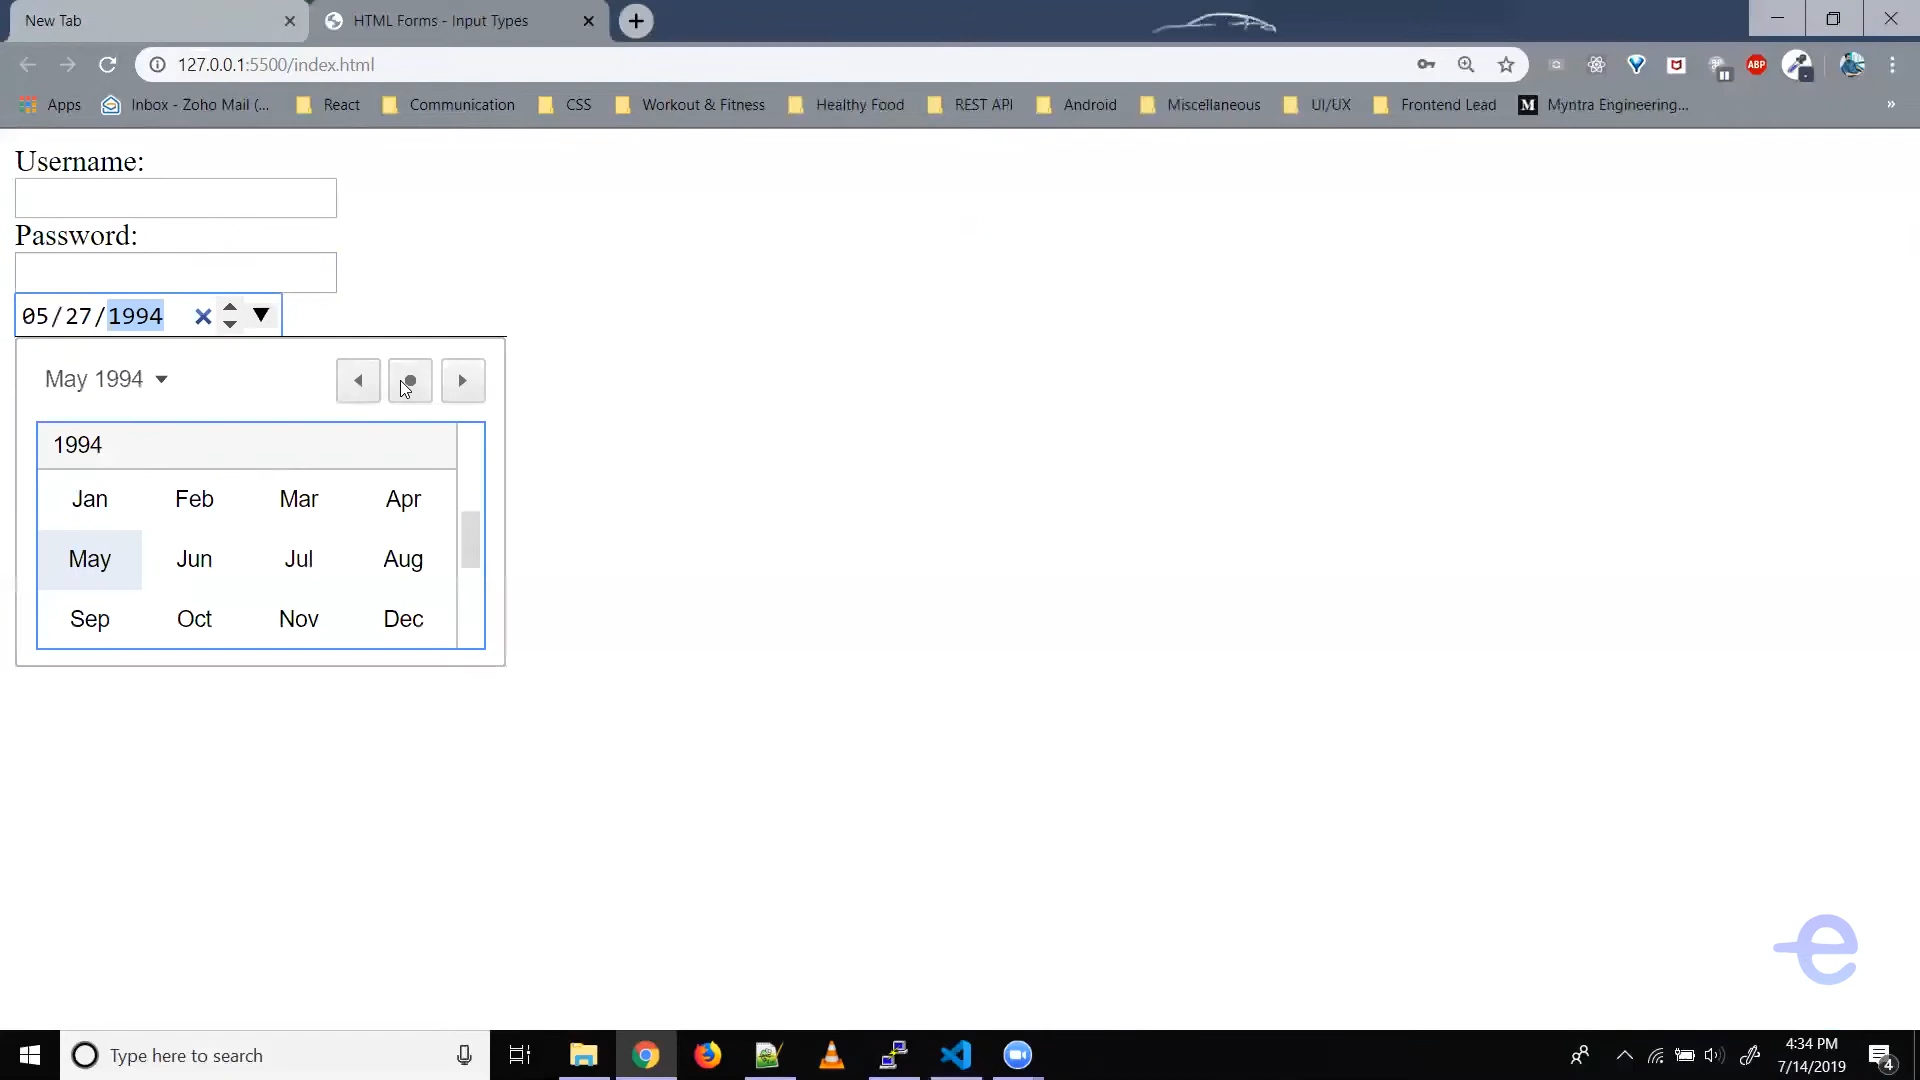 New Tab
HTML Forms - Input Types
127.0.0.1:5500/index.html
ABP
Apps
Inbox - Zoho Mail (...
React
Communication
CSS
Workout & Fitness
Healthy Food
REST API
Android
Miscellaneous
UI/UX
Frontend Lead
M
Myntra Engineering...
»
Username:
Password:
05/27/1994
May 1994
1994
Jan Feb Mar Apr
May Jun Jul Aug
Sep Oct Nov Dec
e
Type here to search
4:34 PM
7/14/2019
4